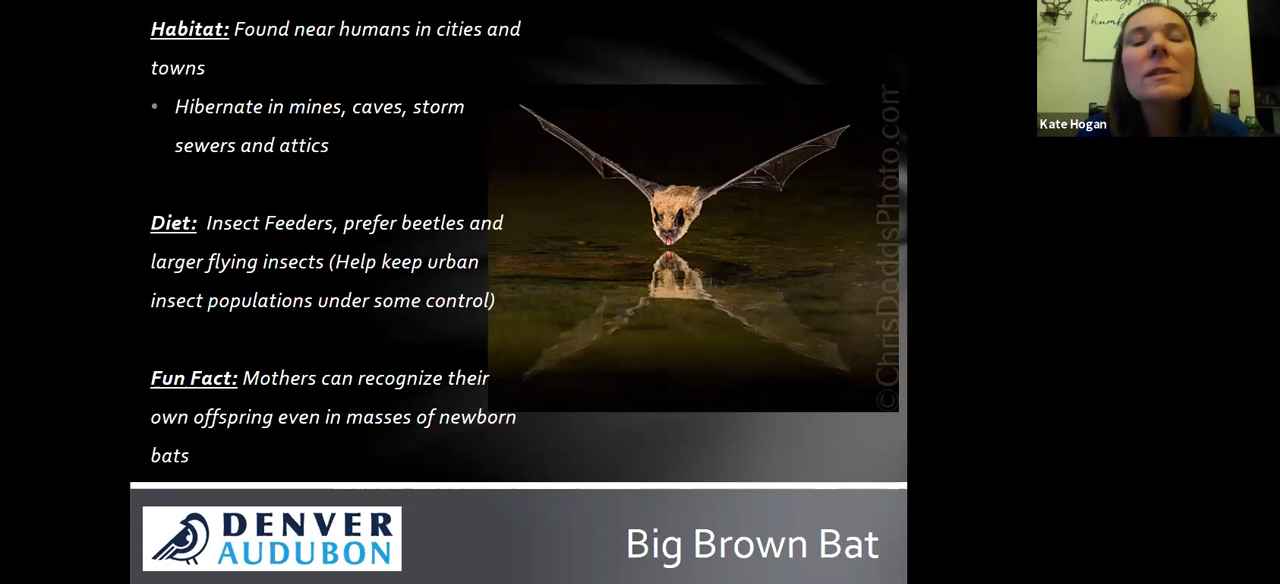 Habitat: Found near humans in cities and
towns
• Hibernate in mines, caves, storm
sewers and attics
Diet: Insect Feeders, prefer beetles and
larger flying insects (Help keep urban
insect populations under some control)
Fun Fact: Mothers can recognize their
own offspring even in masses of newborn
bats
©ChrisDoddsPhoto.com
DENVER
AUDUBON
Big Brown Bat
Kate Hogan